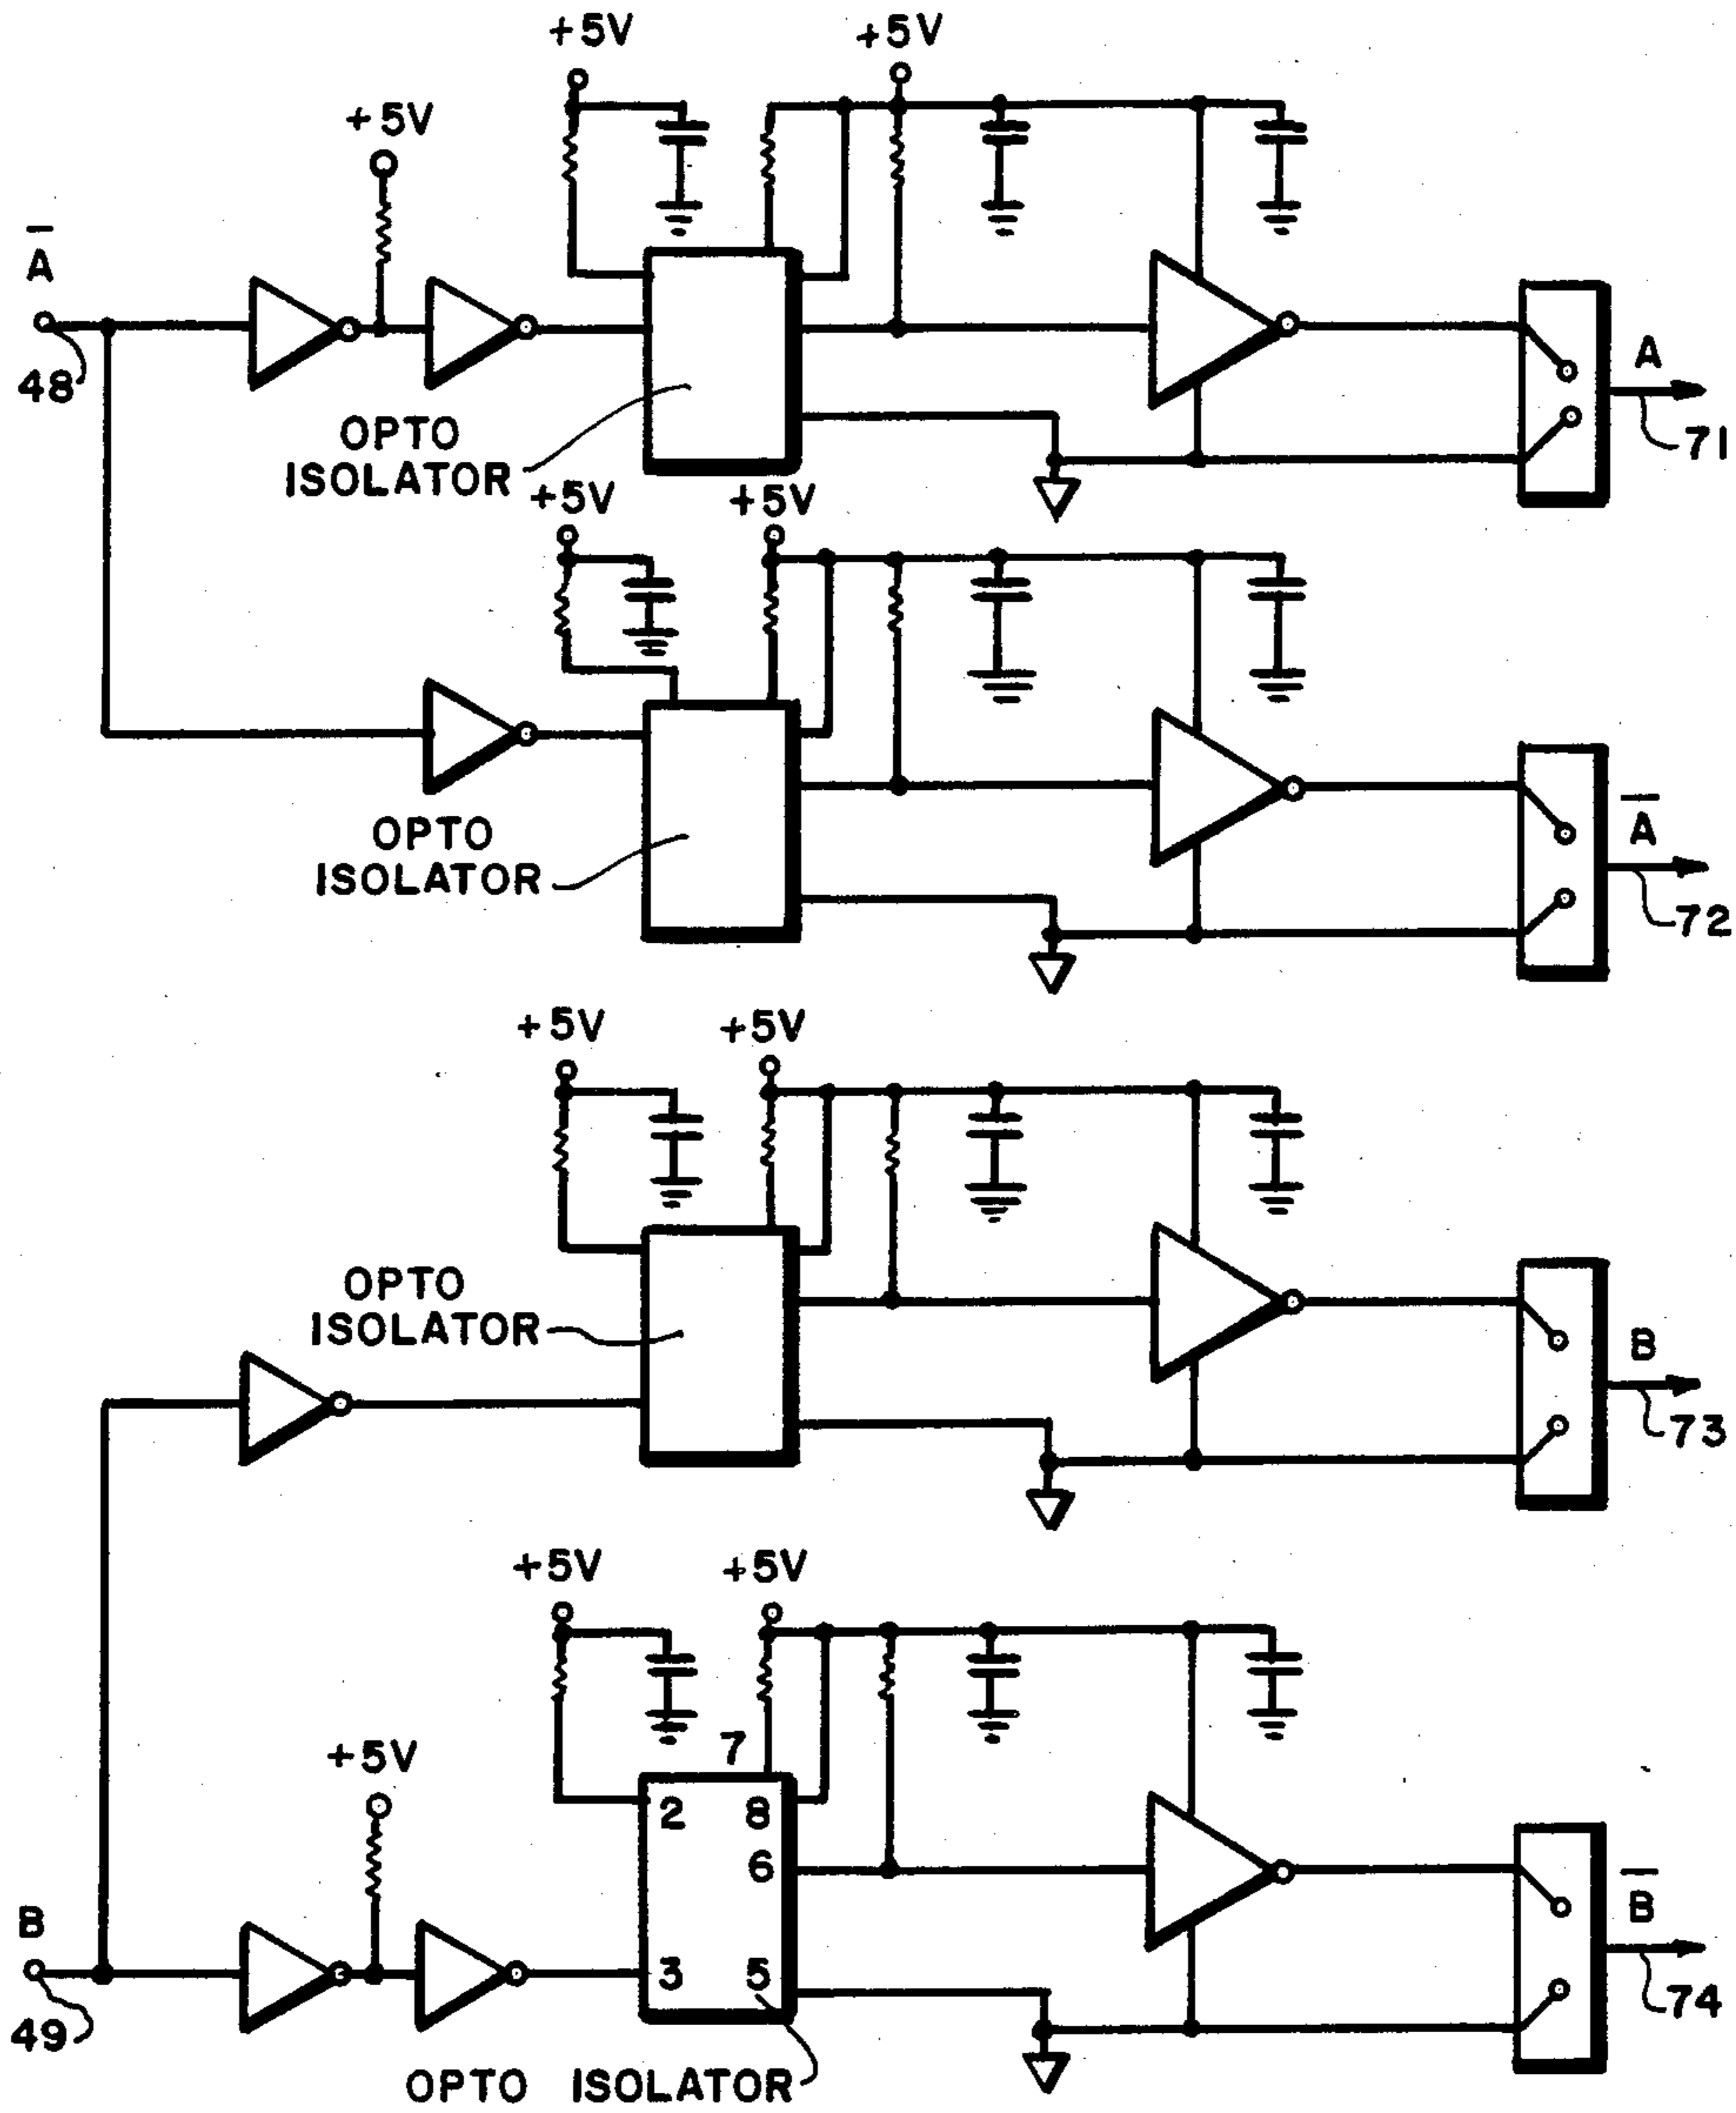 +5V
+5V
+5V
A̅
48
OPTO
ISOLATOR
A
71
+5V
+5V
OPTO
ISOLATOR
A̅
72
+5V
+5V
OPTO
ISOLATOR
B
73
+5V
+5V
+5V
7
2
8
6
3
5
B
49
OPTO ISOLATOR
B̅
74